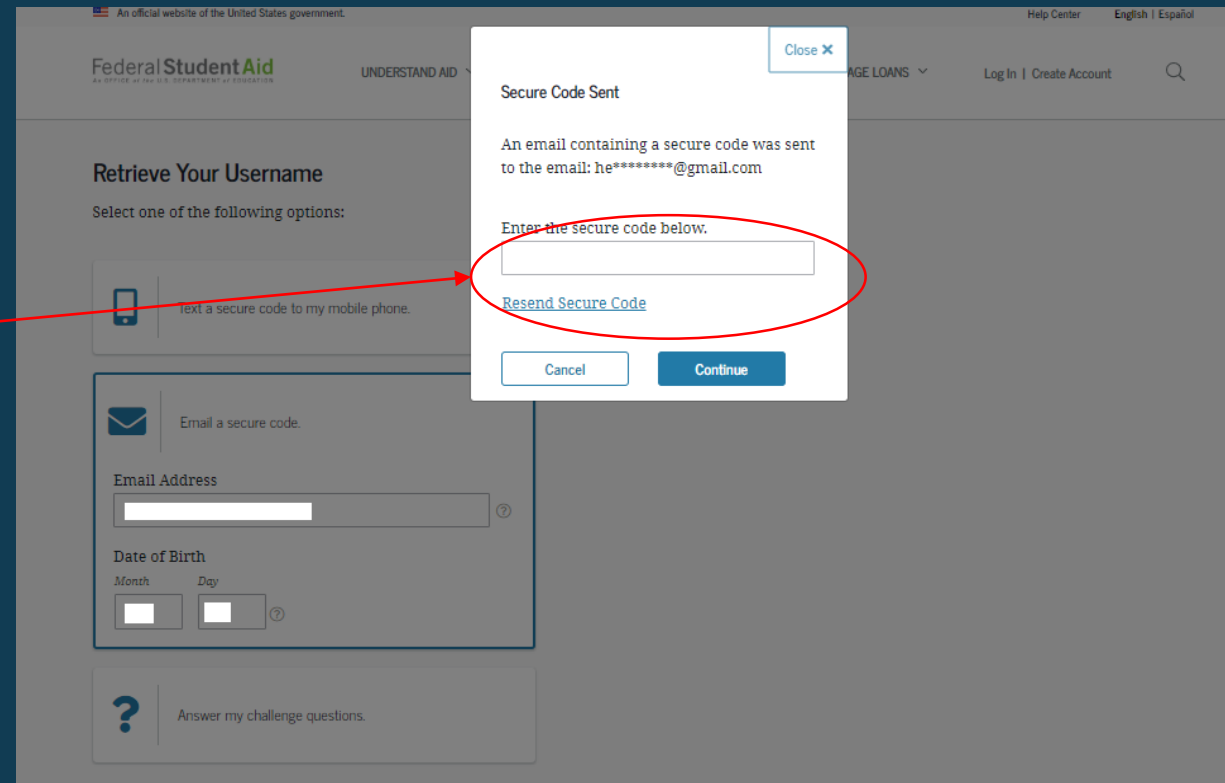 An official website of the United States government.
Help Center English | Español
Federal Student Aid
An OFFICE of the U.S. DEPARTMENT of EDUCATION
UNDERSTAND AID
AGE LOANS
Log In | Create Account
Close ✕
Secure Code Sent
An email containing a secure code was sent
to the email: he********@gmail.com
Enter the secure code below.
Resend Secure Code
Cancel
Continue
Retrieve Your Username
Select one of the following options:
Text a secure code to my mobile phone.
Email a secure code.
Email Address
Date of Birth
Month Day
Answer my challenge questions.